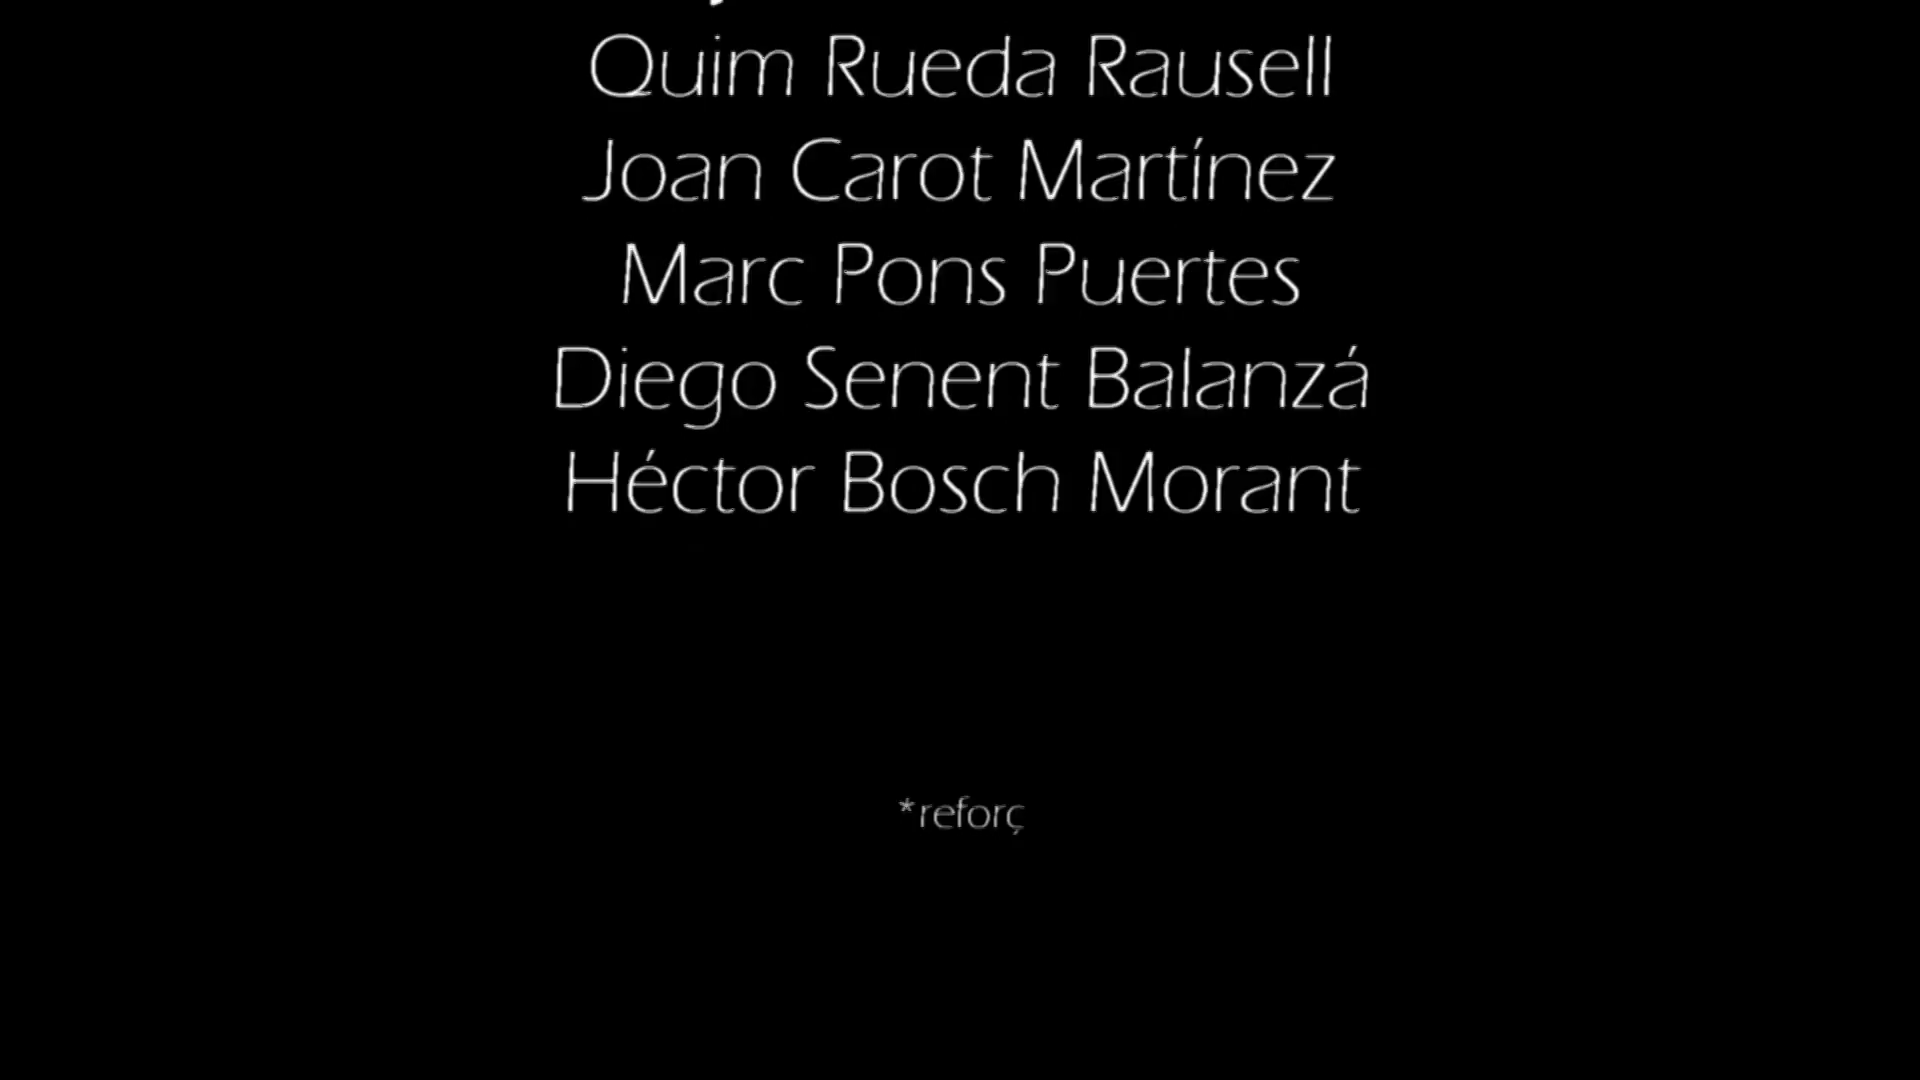 Quim Rueda Rausell
Joan Carot Martínez
Marc Pons Puertes
Diego Senent Balanzá
Héctor Bosch Morant
*reforç